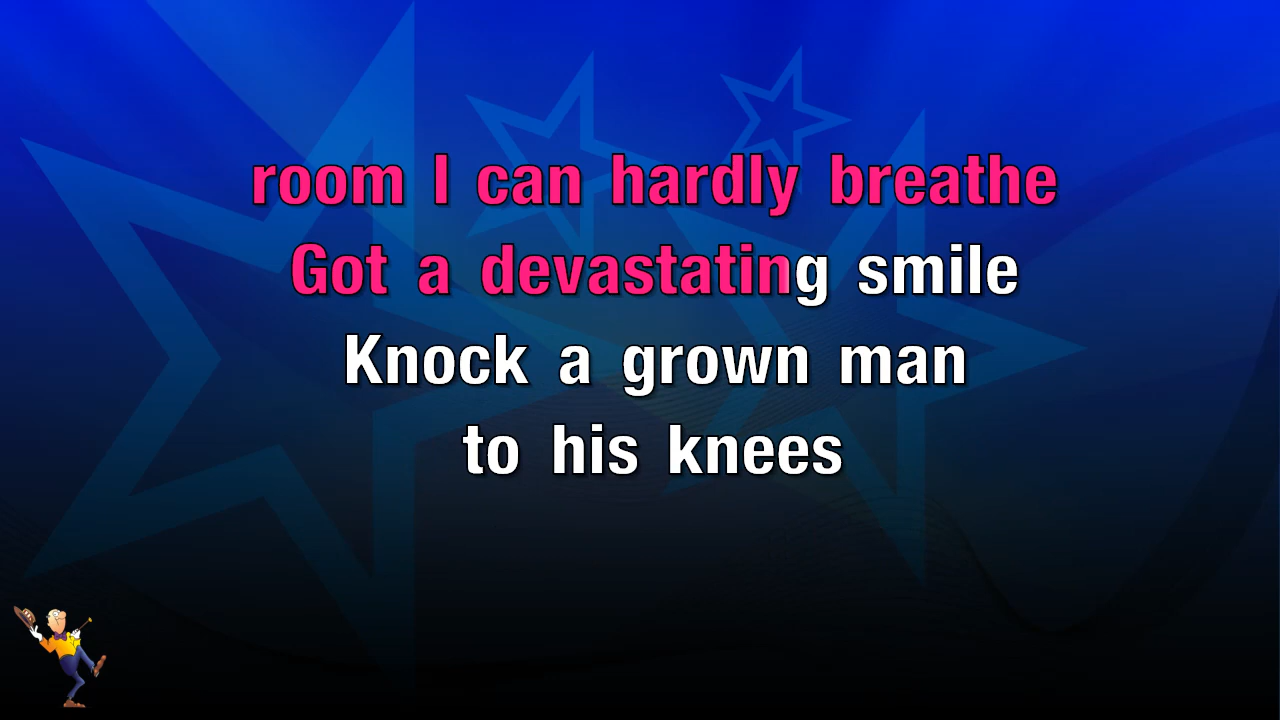 room I can hardly breathe
Got a devastating smile
Knock a grown man
to his knees